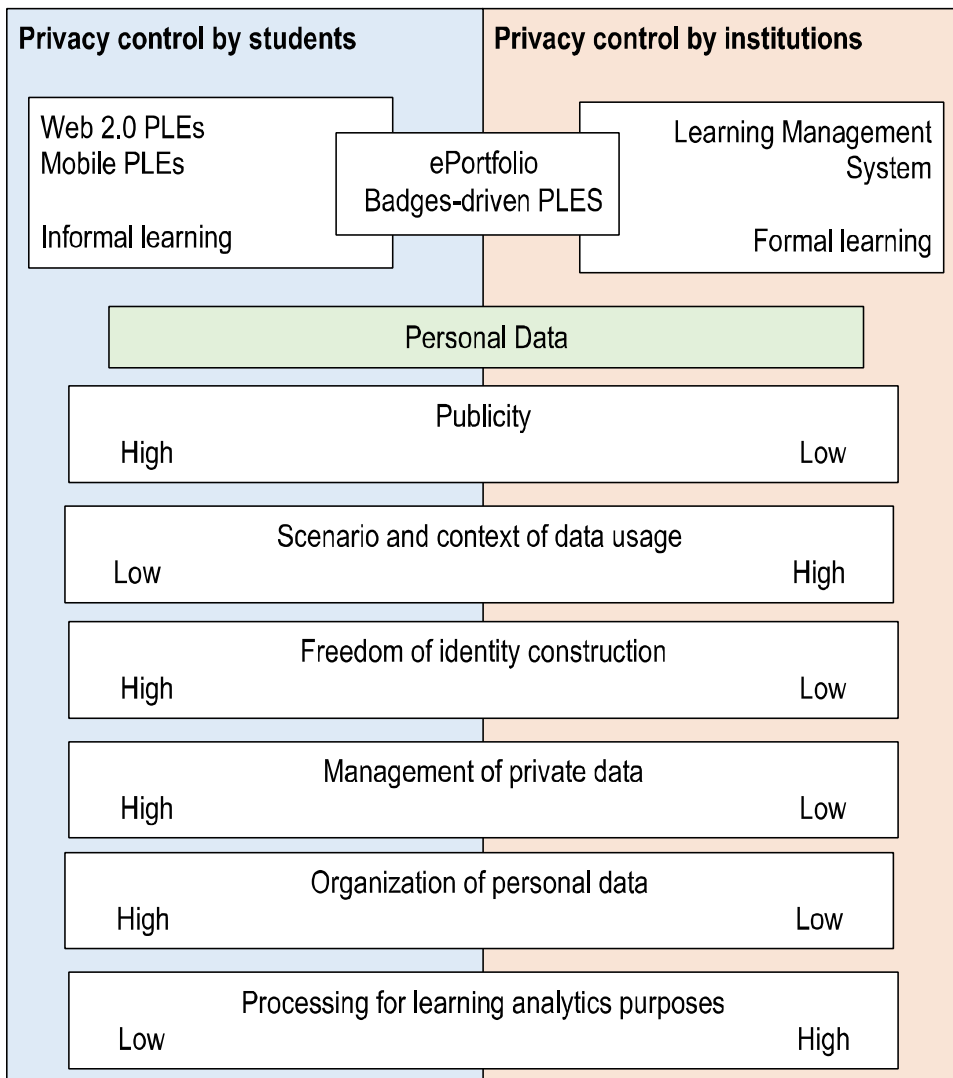 Privacy control by students
Privacy control by institutions
Web 2.0 PLEs
Mobile PLEs
Informal learning
ePortfolio
Badges-driven PLES
Learning Management
System
Formal learning
Personal Data
Publicity
High
Low
Scenario and context of data usage
Low
High
Freedom of identity construction
High
Low
Management of private data
High
Low
Organization of personal data
High
Low
Processing for learning analytics purposes
Low
High